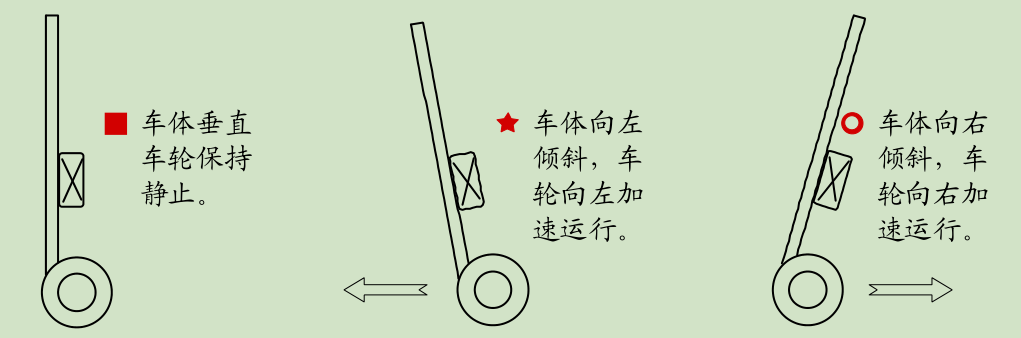 车体垂直
车轮保持
静止。
车体向左
倾斜，车
轮向左加
速运行。
车体向右
倾斜，车
轮向右加
速运行。